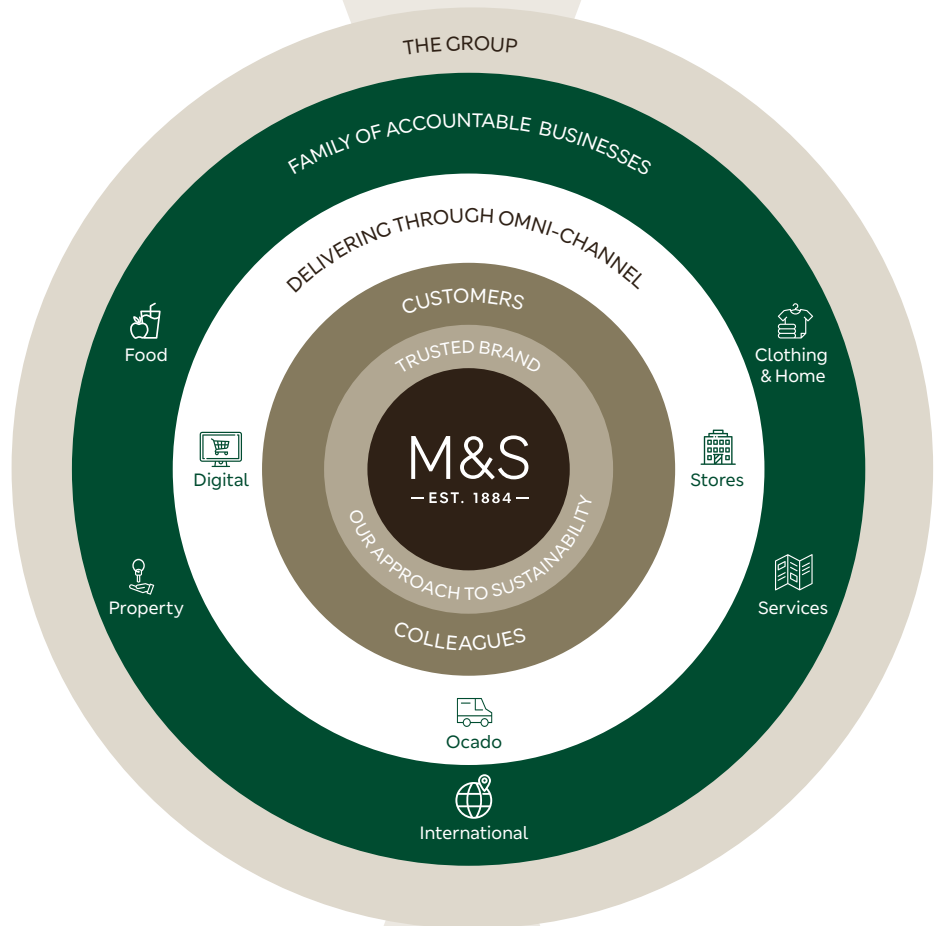 THE GROUP
FAMILY OF ACCOUNTABLE BUSINESSES
DELIVERING THROUGH OMNI-CHANNEL
CUSTOMERS
TRUSTED BRAND
M&S
EST. 1884
OUR APPROACH TO SUSTAINABILITY
COLLEAGUES
Food
Clothing
& Home
Digital
Stores
Property
Services
Ocado
International